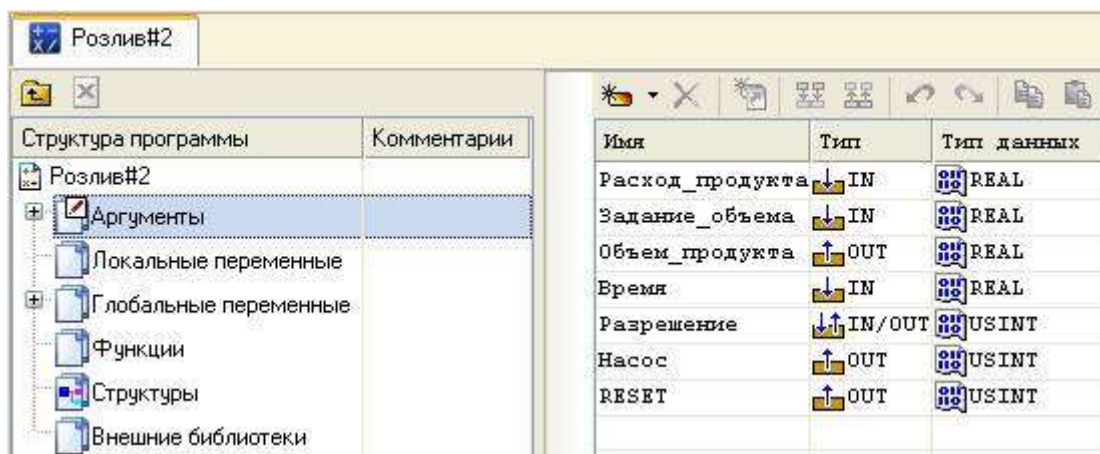 Розлив#2
Структура программы Комментарии
Розлив#2
Аргументы
Локальные переменные
Глобальные переменные
Функции
Структуры
Внешние библиотеки
Имя Тип Тип данных
Расход_продукта IN REAL
Задание_объема IN REAL
Объем_продукта OUT REAL
Время IN REAL
Разрешение IN/OUT USINT
Насос OUT USINT
RESET OUT USINT